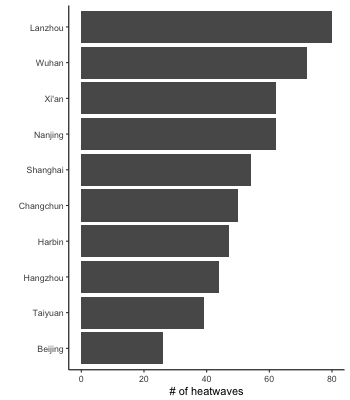 Lanzhou
Wuhan
Xi'an
Nanjing
Shanghai
Changchun
Harbin
Hangzhou
Taiyuan
Beijing
0 20 40 60 80
# of heatwaves